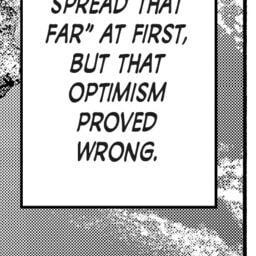 SPREAD THAT
FAR" AT FIRST,
BUT THAT
OPTIMISM
PROVED
WRONG.